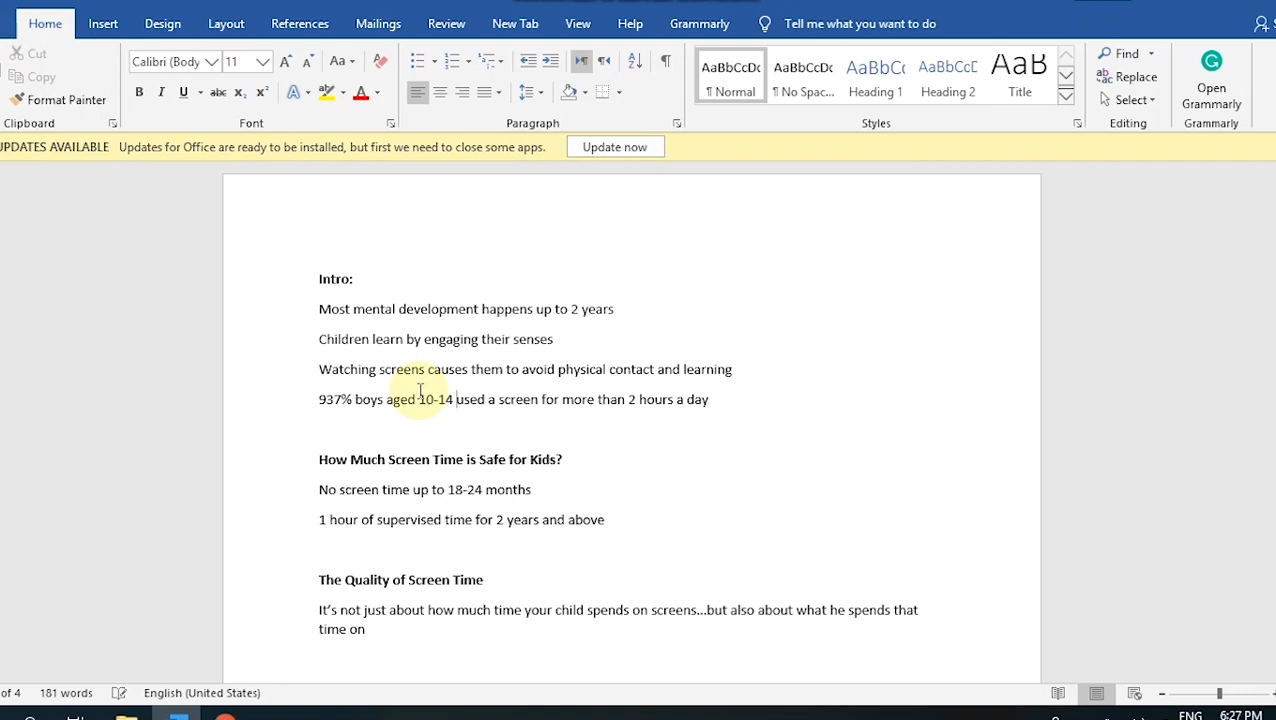 Home Insert Design Layout References Mailings Review New Tab View Help Grammarly Tell me what you want to do
Cut
Copy
Format Painter
Clipboard
Calibri (Body 11
Aa
abc x₂ x²
Font
Paragraph
AaBbCcDc AaBbCcDc AaBbCc AaBbCcD AaB
¶ Normal ¶ No Spac... Heading 1 Heading 2 Title
Styles
Find
Replace
Select
Editing
Open
Grammarly
Grammarly
UPDATES AVAILABLE Updates for Office are ready to be installed, but first we need to close some apps. Update now
Intro:
Most mental development happens up to 2 years
Children learn by engaging their senses
Watching screens causes them to avoid physical contact and learning
937% boys aged 10-14 used a screen for more than 2 hours a day
How Much Screen Time is Safe for Kids?
No screen time up to 18-24 months
1 hour of supervised time for 2 years and above
The Quality of Screen Time
It’s not just about how much time your child spends on screens...but also about what he spends that
time on
of 4 181 words English (United States)
ENG 6:27 PM